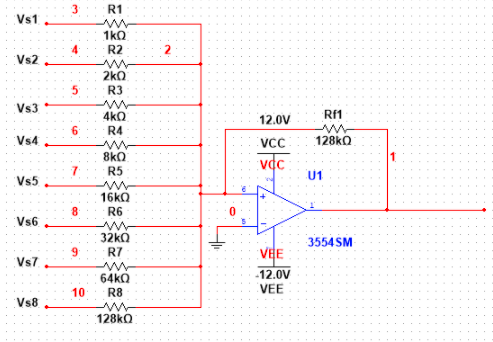 Vs1 3 R1
1kΩ
Vs2 4 R2 2
2kΩ
Vs3 5 R3
4kΩ
Vs4 6 R4
8kΩ
Vs5 7 R5
16kΩ
Vs6 8 R6
32kΩ
Vs7 9 R7
64kΩ
Vs8 10 R8
128kΩ
12.0V Rf1
VCC 128kΩ
VCC 1
U1
2
6 + 1
0
5 −
3554SM
VEE
-12.0V
VEE